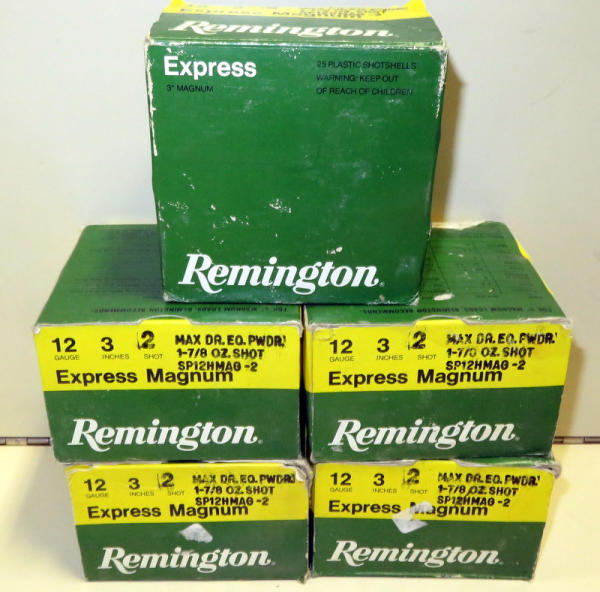 Remington
Express
3" MAGNUM
25 PLASTIC SHOTSHELLS
WARNING: KEEP OUT
OF REACH OF CHILDREN
Remington
12 3 2
GAUGE INCHES SHOT
MAX DR.EQ.PWDR.
1-7/8 OZ.SHOT
SP12HMAG -2
Express Magnum
Remington
12 3 2
GAUGE INCHES SHOT
MAX DR.EQ.PWDR.
1-7/8 OZ.SHOT
SP12HMAG -2
Express Magnum
Remington
12 3 2
GAUGE INCHES SHOT
MAX DR.EQ.PWDR.
1-7/8 OZ.SHOT
SP12HMAG -2
Express Magnum
Remington
12 3 2
GAUGE INCHES SHOT
MAX DR.EQ.PWDR.
1-7/8 OZ.SHOT
SP12HMAG -2
Express Magnum
Remington